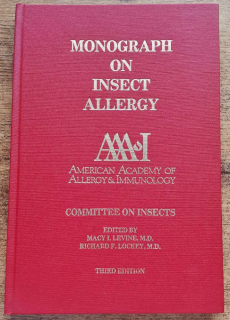 MONOGRAPH
ON
INSECT
ALLERGY
AAA&I
AMERICAN ACADEMY OF
ALLERGY & IMMUNOLOGY
COMMITTEE ON INSECTS
EDITED BY
MACY I. LEVINE, M.D.
RICHARD F. LOCKEY, M.D.
THIRD EDITION